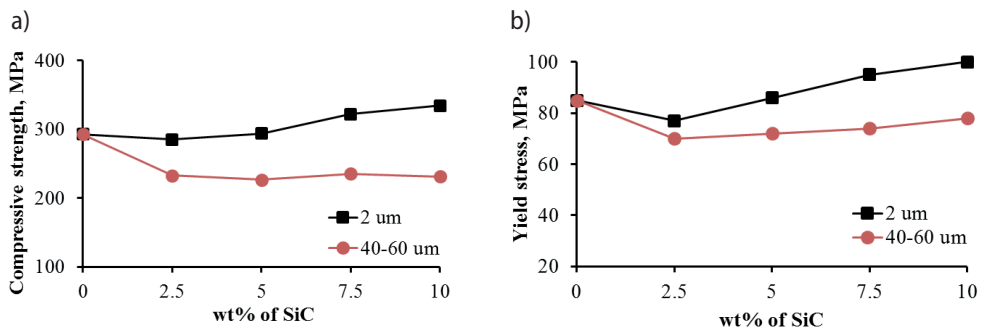 a)
Compressive strength, MPa
400
300
200
100
0
2.5
5
7.5
10
wt% of SiC
2 um
40-60 um
b)
Yield stress, MPa
100
80
60
40
20
0
2.5
5
7.5
10
wt% of SiC
2 um
40-60 um